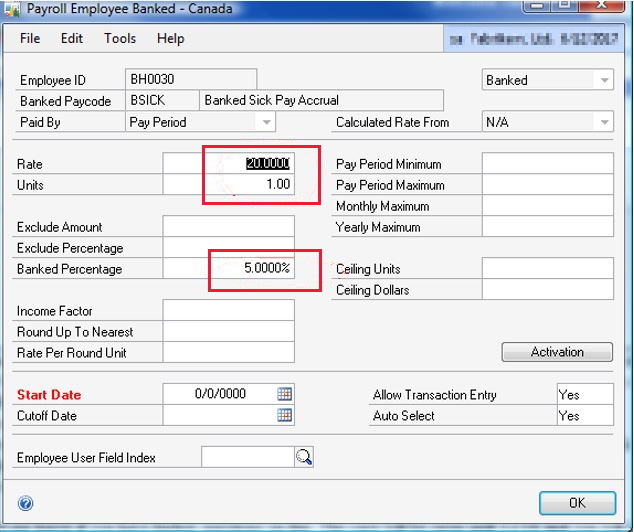 Payroll Employee Banked - Canada
File Edit Tools Help sa Fabrikam, Ltd. 6/12/2017
Employee ID BH0030 Banked
Banked Paycode BSICK Banked Sick Pay Accrual
Paid By Pay Period Calculated Rate From N/A
Rate 20.0000 Pay Period Minimum
Units 1.00 Pay Period Maximum
Monthly Maximum
Exclude Amount Yearly Maximum
Exclude Percentage
Banked Percentage 5.0000% Ceiling Units
Ceiling Dollars
Income Factor
Round Up To Nearest
Rate Per Round Unit Activation
Start Date 0/0/0000 Allow Transaction Entry Yes
Cutoff Date Auto Select Yes
Employee User Field Index
OK